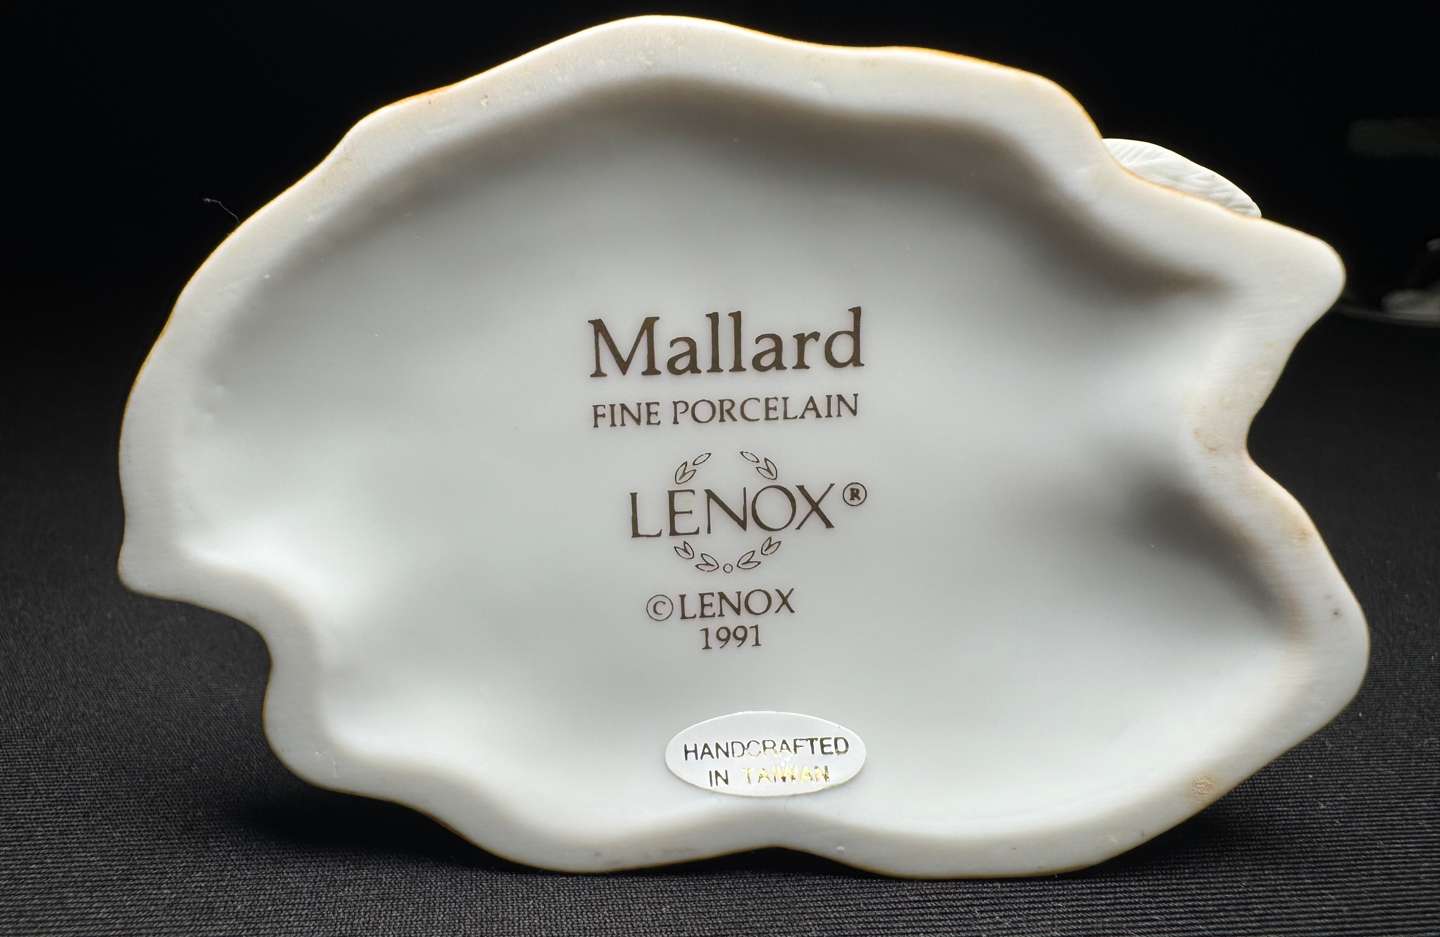 Mallard
FINE PORCELAIN
LENOX®
©LENOX
1991
HANDCRAFTED
IN TAIWAN